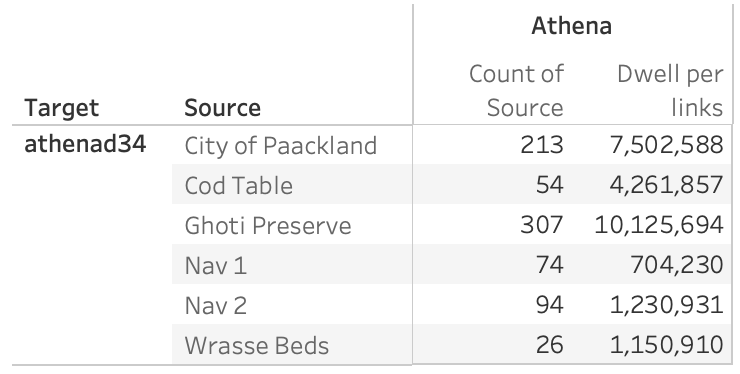 Athena
Count of Dwell per
Target Source Source links
athenad34 City of Paackland 213 7,502,588
Cod Table 54 4,261,857
Ghoti Preserve 307 10,125,694
Nav 1 74 704,230
Nav 2 94 1,230,931
Wrasse Beds 26 1,150,910